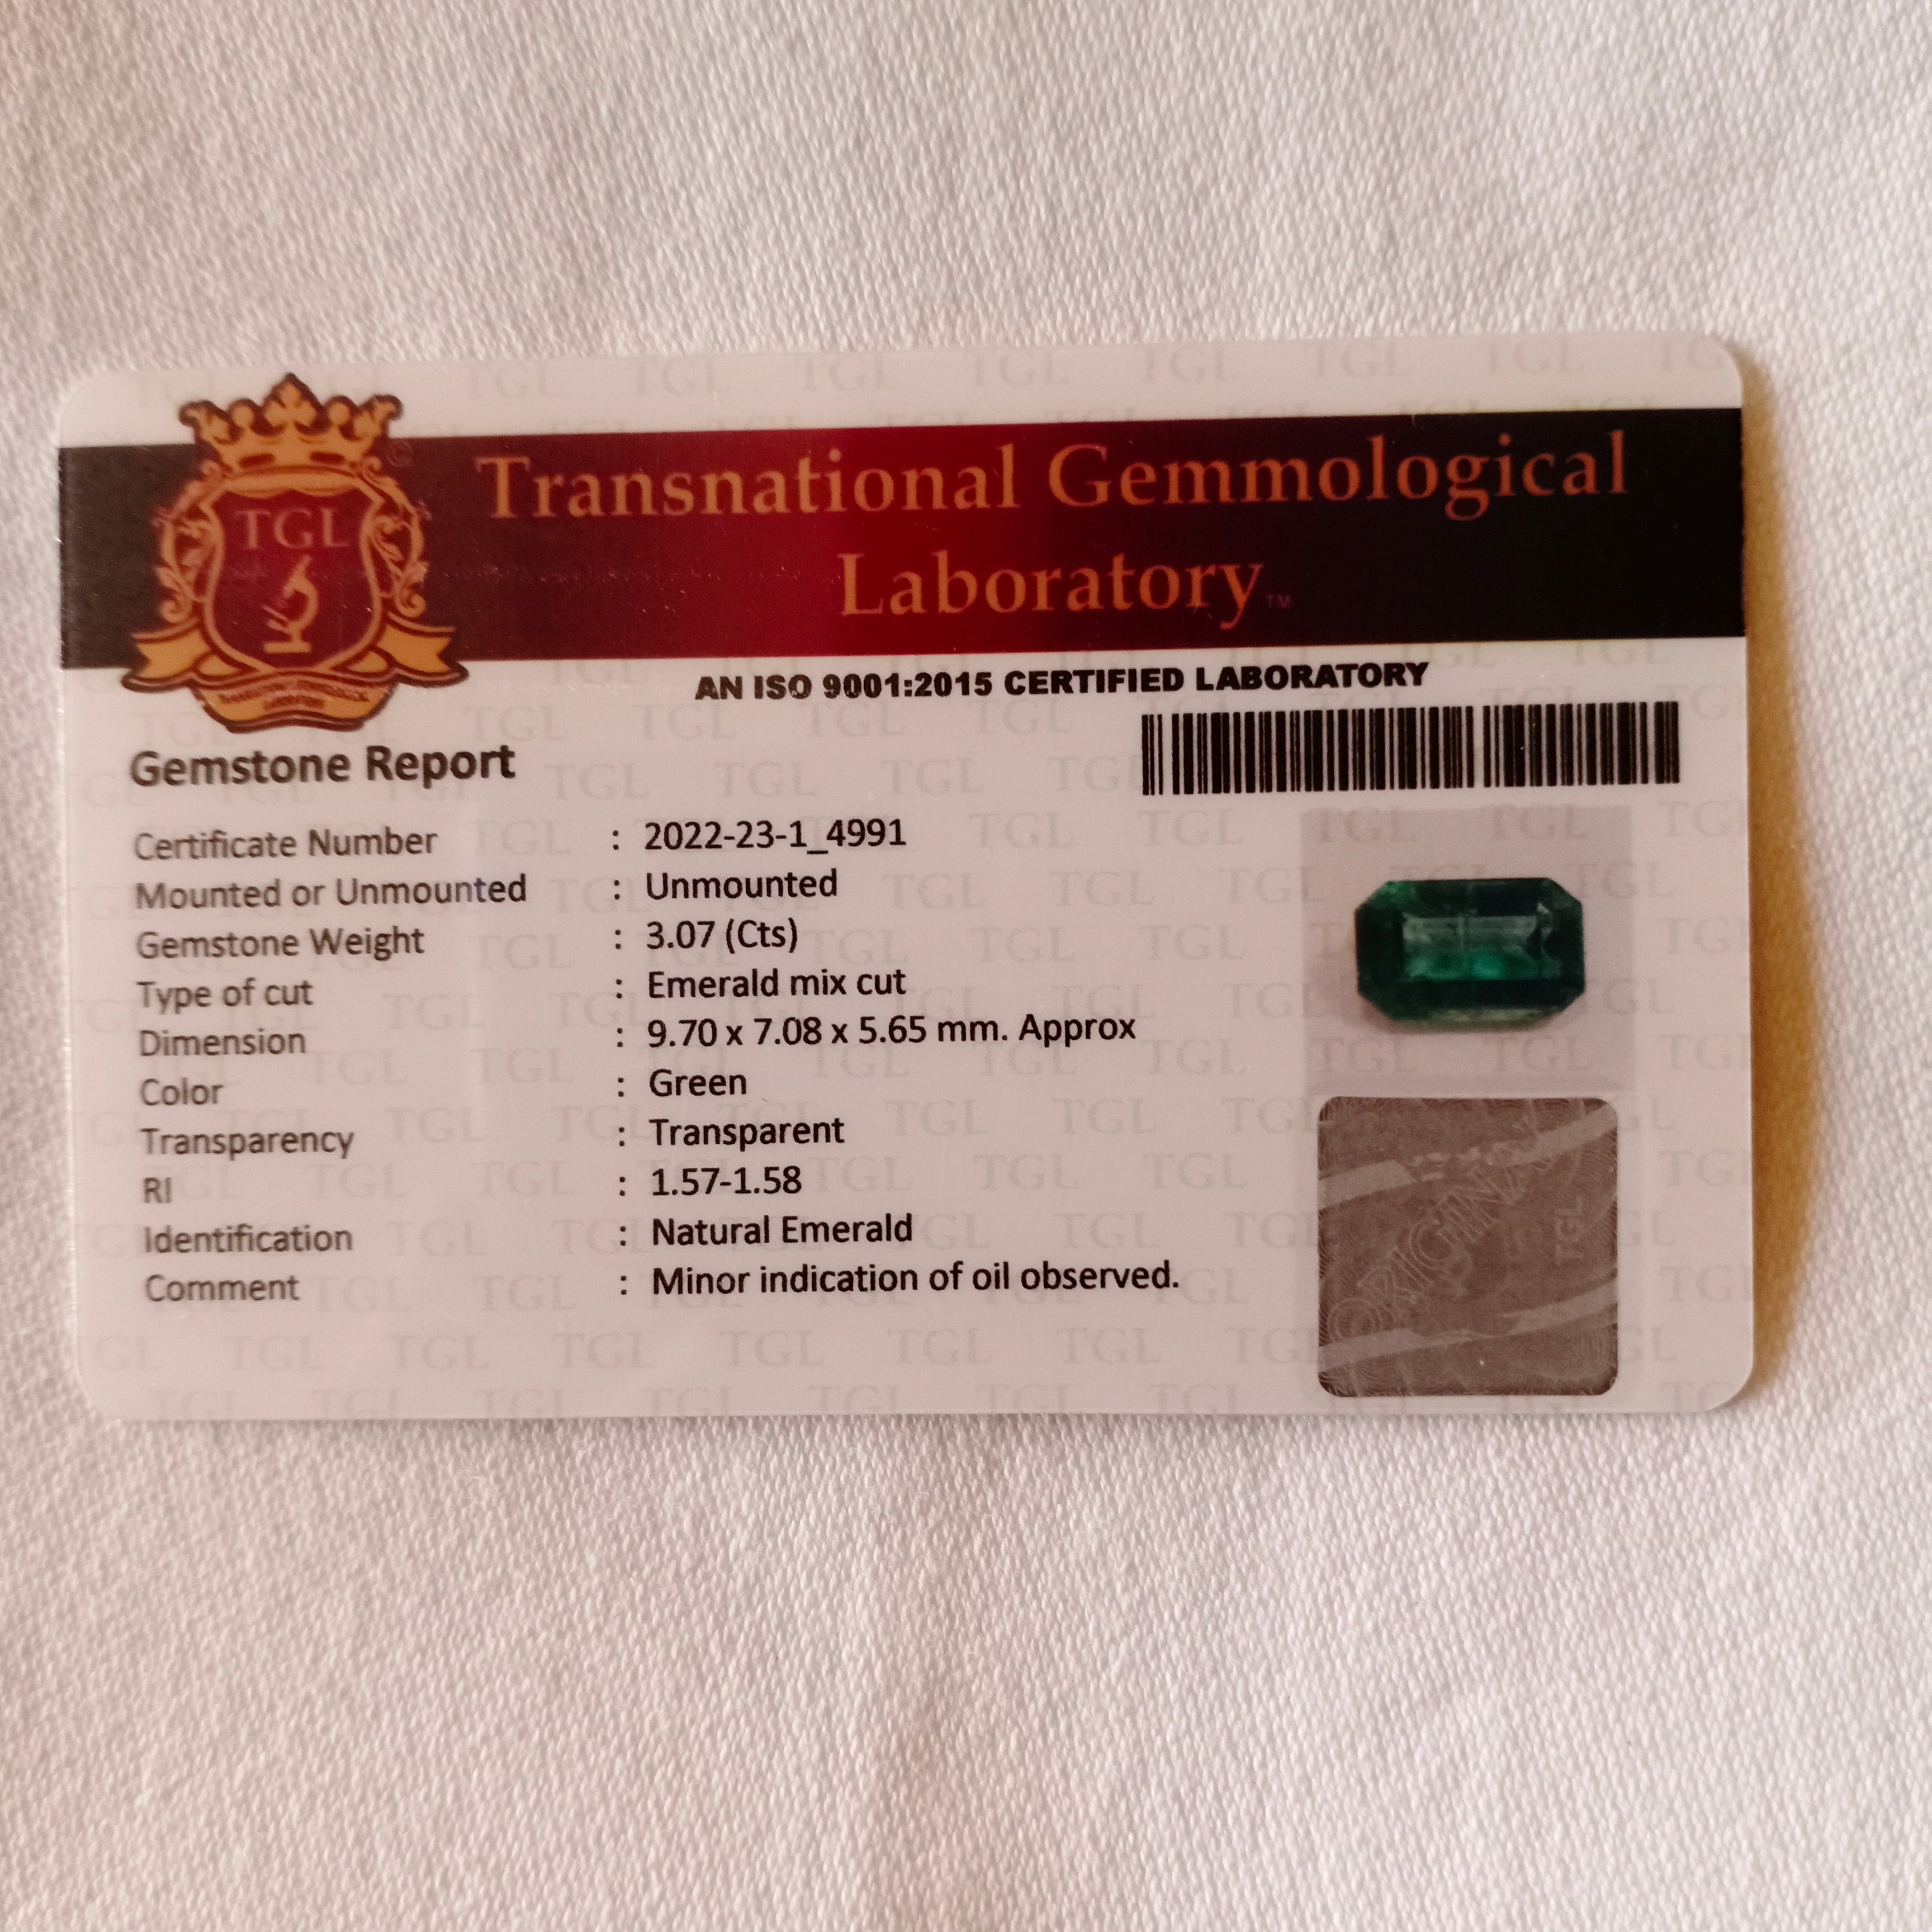 TGL
Transnational Gemmological
Laboratory™
AN ISO 9001:2015 CERTIFIED LABORATORY
Gemstone Report
Certificate Number : 2022-23-1_4991
Mounted or Unmounted : Unmounted
Gemstone Weight : 3.07 (Cts)
Type of cut : Emerald mix cut
Dimension : 9.70 x 7.08 x 5.65 mm. Approx
Color : Green
Transparency : Transparent
RI : 1.57-1.58
Identification : Natural Emerald
Comment : Minor indication of oil observed.
ORIGINAL
TGL